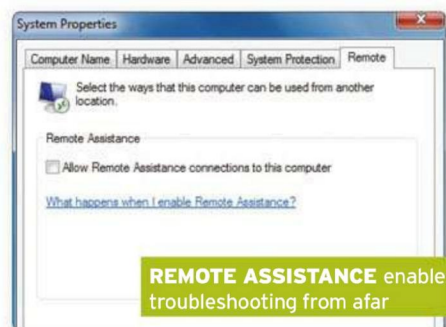 System Properties
Computer Name Hardware Advanced System Protection Remote
Select the ways that this computer can be used from another
location.
Remote Assistance
Allow Remote Assistance connections to this computer
What happens when I enable Remote Assistance?
REMOTE ASSISTANCE enable
troubleshooting from afar